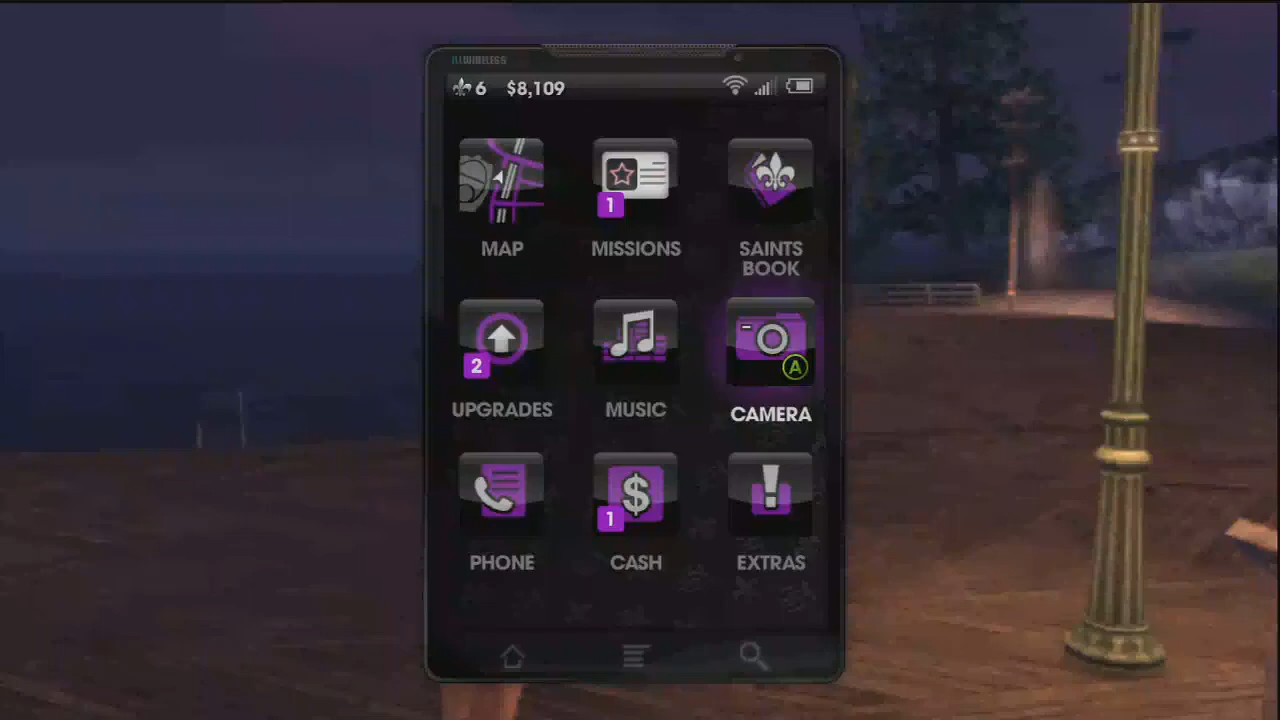 6 $8,109
MAP MISSIONS SAINTS
BOOK
1
UPGRADES MUSIC CAMERA
2 A
PHONE CASH EXTRAS
1 $ !